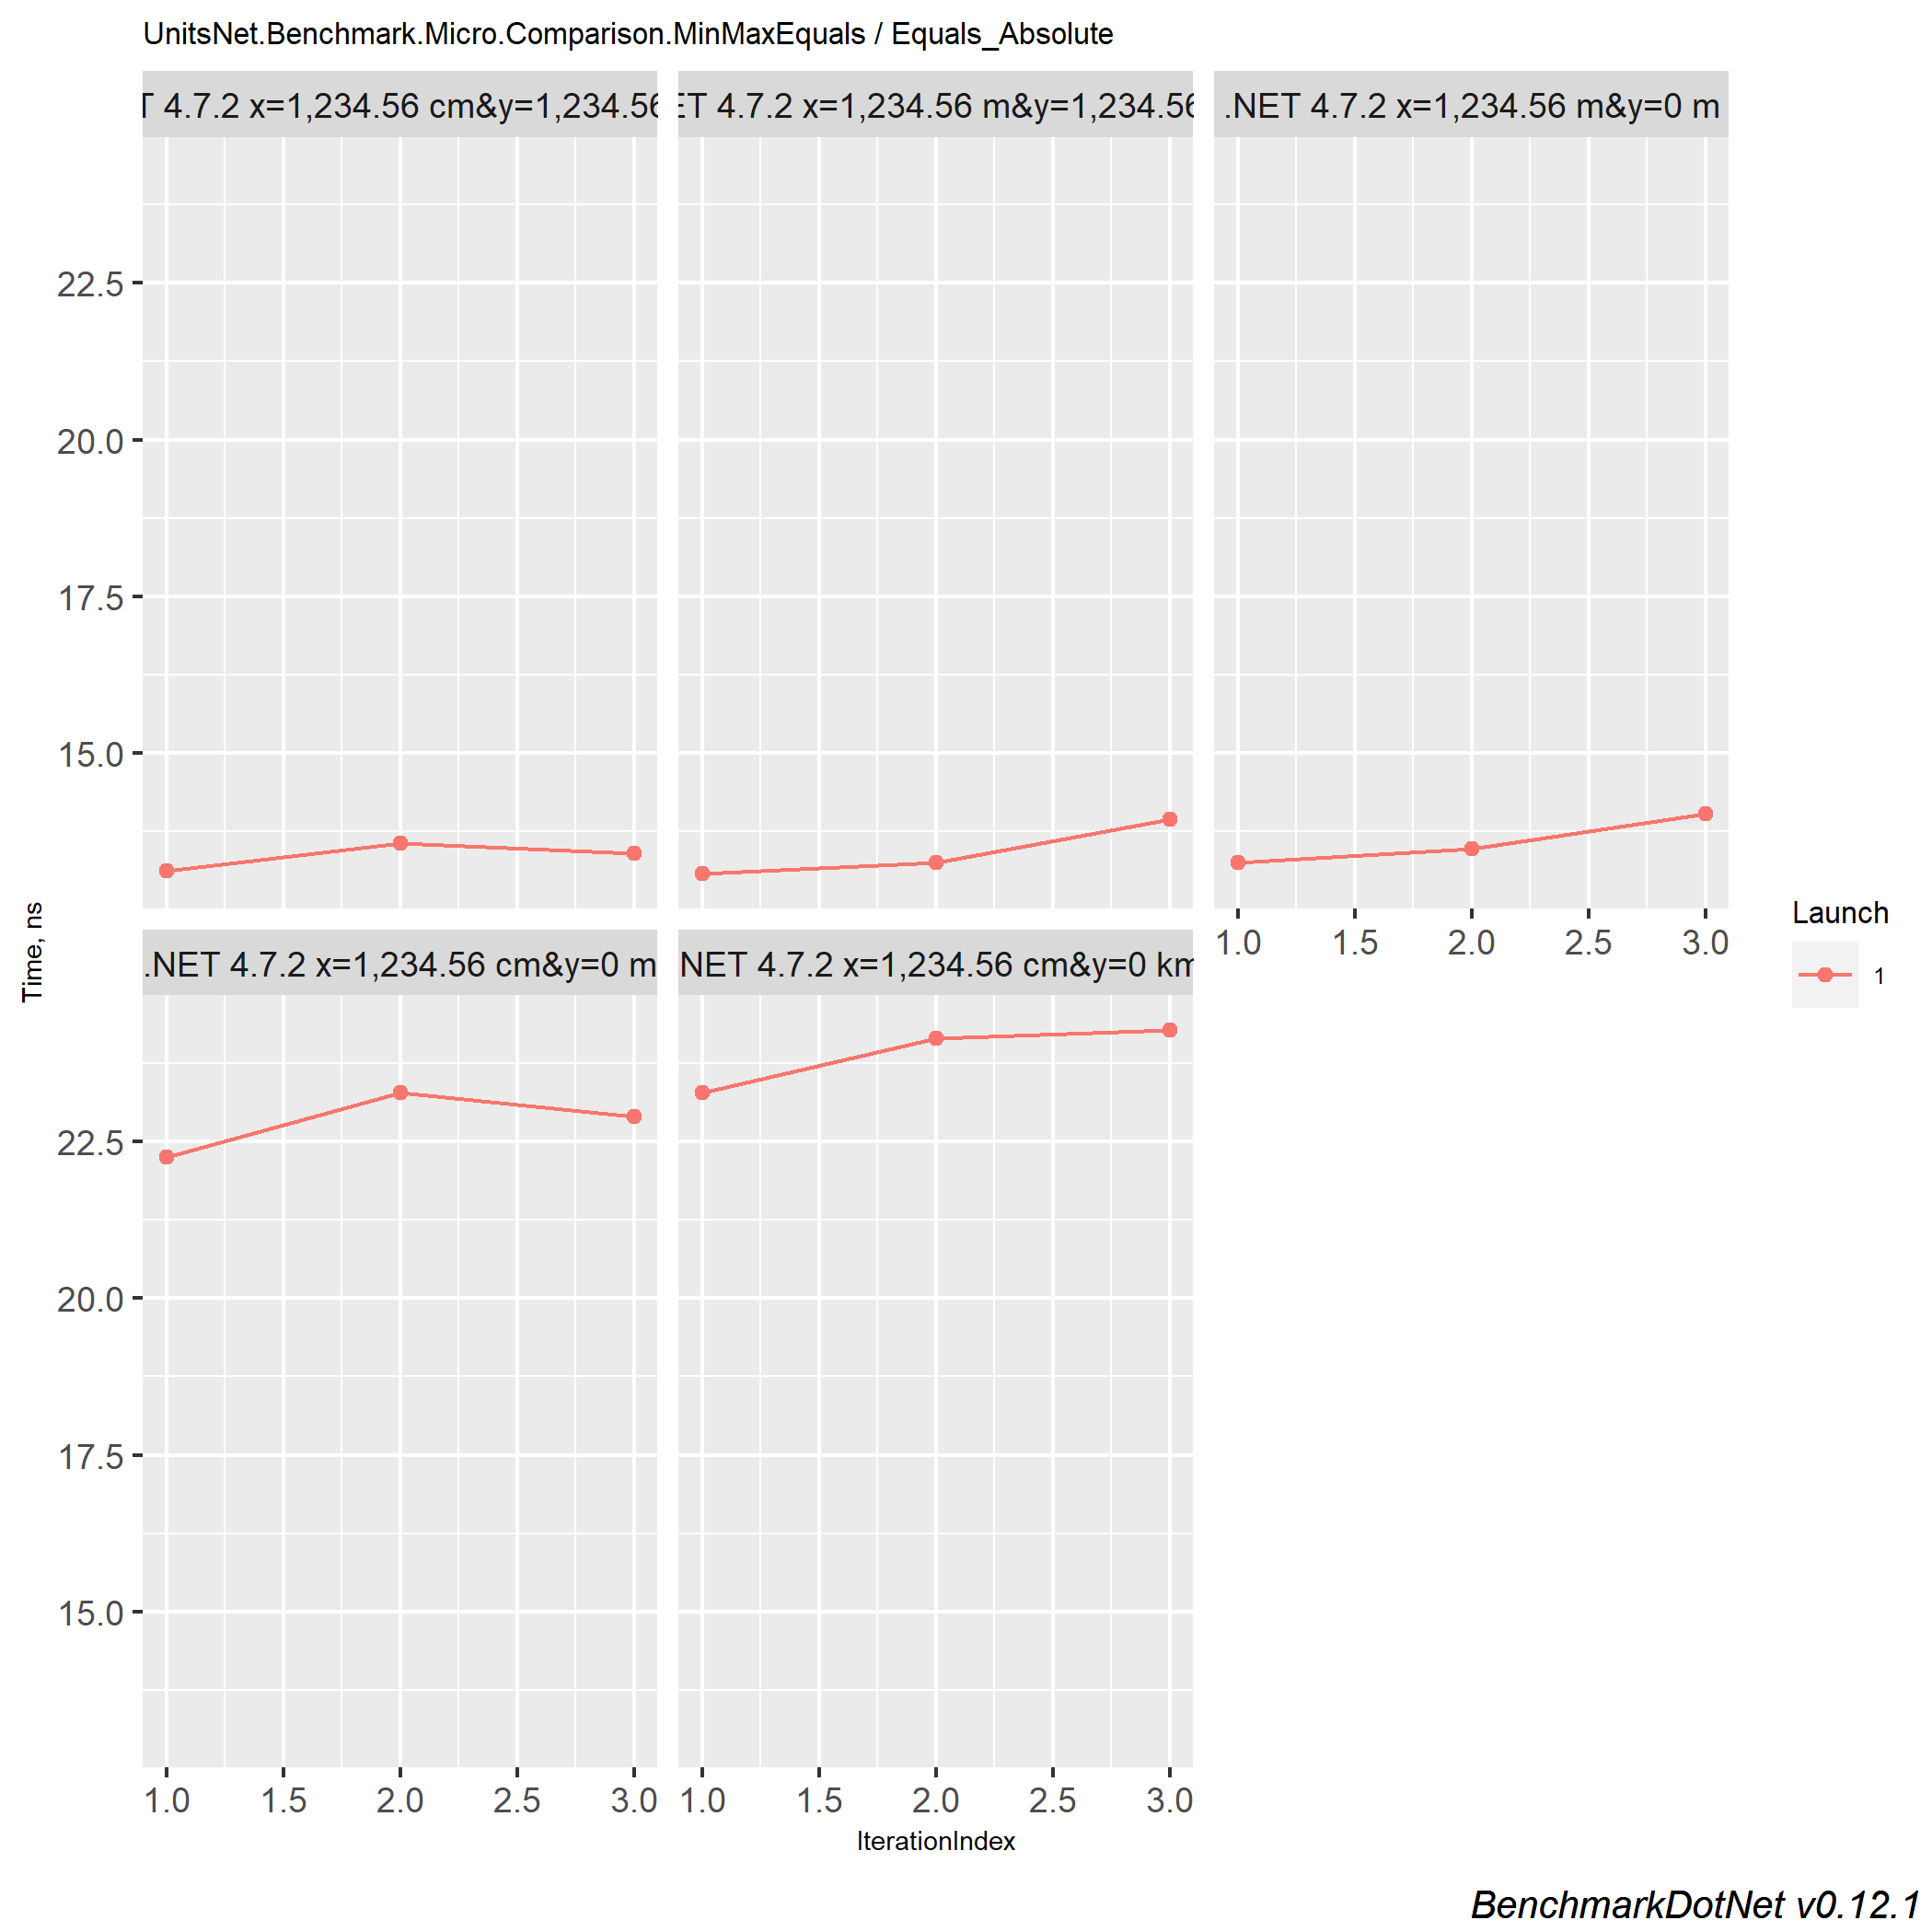 UnitsNet.Benchmark.Micro.Comparison.MinMaxEquals / Equals_Absolute
T 4.7.2 x=1,234.56 cm&y=1,234.56
ET 4.7.2 x=1,234.56 m&y=1,234.56
.NET 4.7.2 x=1,234.56 m&y=0 m
22.5
20.0
17.5
15.0
1.0 1.5 2.0 2.5 3.0
Time, ns
Launch
1
.NET 4.7.2 x=1,234.56 cm&y=0 m
NET 4.7.2 x=1,234.56 cm&y=0 km
22.5
20.0
17.5
15.0
1.0 1.5 2.0 2.5 3.0
1.0 1.5 2.0 2.5 3.0
IterationIndex
BenchmarkDotNet v0.12.1